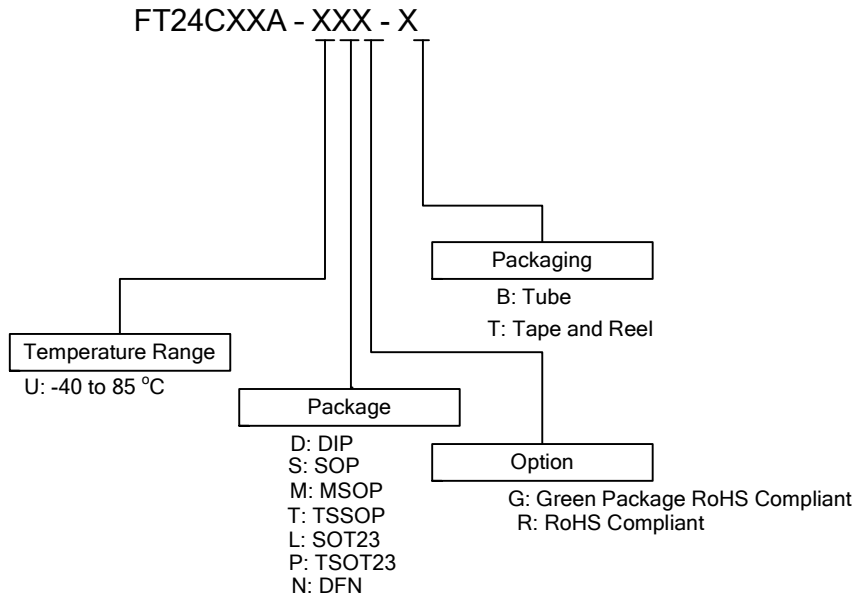 FT24CXXA - XXX - X
Packaging
B: Tube
T: Tape and Reel
Temperature Range
U: -40 to 85 °C
Package
D: DIP
S: SOP
M: MSOP
T: TSSOP
L: SOT23
P: TSOT23
N: DFN
Option
G: Green Package RoHS Compliant
R: RoHS Compliant